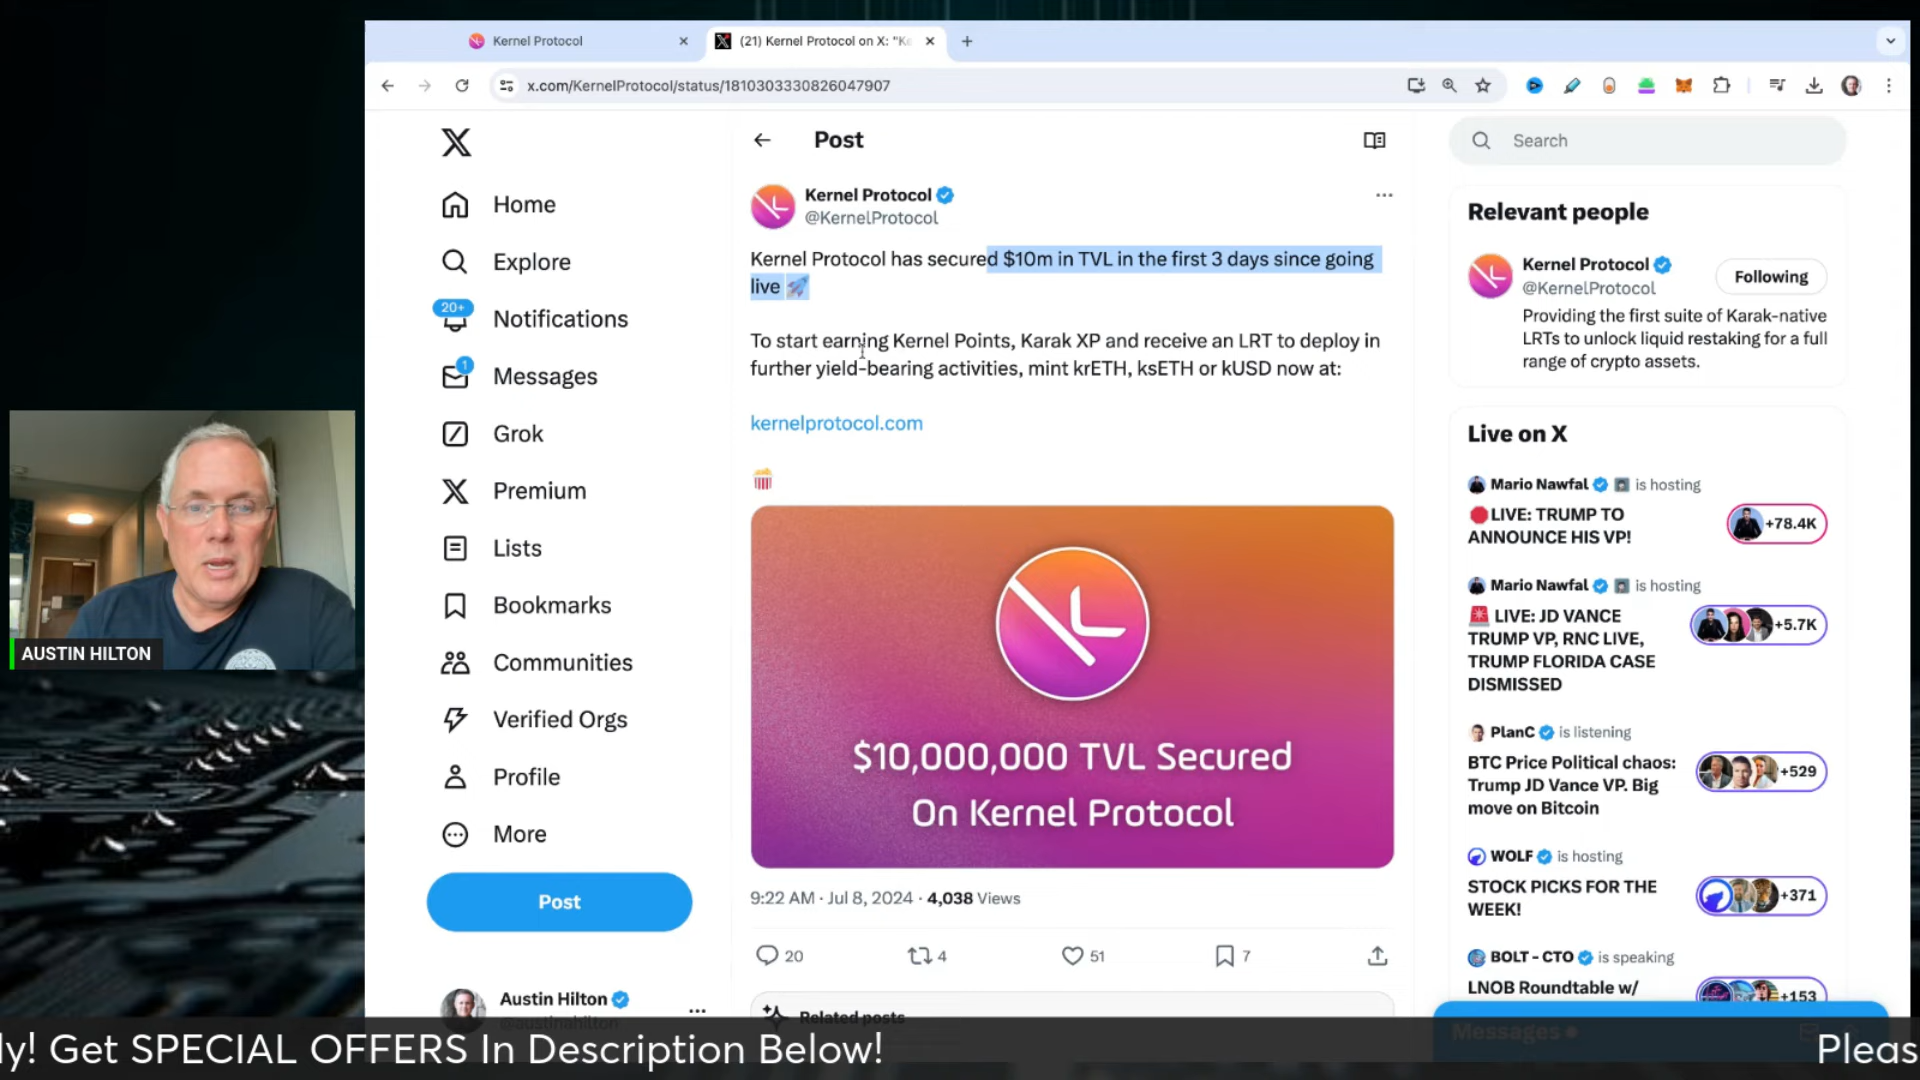 Kernel Protocol
(21) Kernel Protocol on X: "Ke
x.com/KernelProtocol/status/1810303330826047907
Home
Explore
20+
Notifications
1
Messages
Grok
Premium
Lists
Bookmarks
Communities
Verified Orgs
Profile
More
Post
Austin Hilton
@austinahilton
Post
Kernel Protocol
@KernelProtocol
Kernel Protocol has secured $10m in TVL in the first 3 days since going
live 🚀
To start earning Kernel Points, Karak XP and receive an LRT to deploy in
further yield-bearing activities, mint krETH, ksETH or kUSD now at:
kernelprotocol.com
🍿
$10,000,000 TVL Secured
On Kernel Protocol
9:22 AM · Jul 8, 2024 · 4,038 Views
20
4
51
7
Related posts
Search
Relevant people
Kernel Protocol
@KernelProtocol
Following
Providing the first suite of Karak-native
LRTs to unlock liquid restaking for a full
range of crypto assets.
Live on X
Mario Nawfal is hosting
🛑LIVE: TRUMP TO
ANNOUNCE HIS VP!
+78.4K
Mario Nawfal is hosting
🚨 LIVE: JD VANCE
TRUMP VP, RNC LIVE,
TRUMP FLORIDA CASE
DISMISSED
+5.7K
PlanC is listening
BTC Price Political chaos:
Trump JD Vance VP. Big
move on Bitcoin
+529
WOLF is hosting
STOCK PICKS FOR THE
WEEK!
+371
BOLT - CTO is speaking
LNOB Roundtable w/
+153
Messages
AUSTIN HILTON
ly! Get SPECIAL OFFERS In Description Below!
Pleas